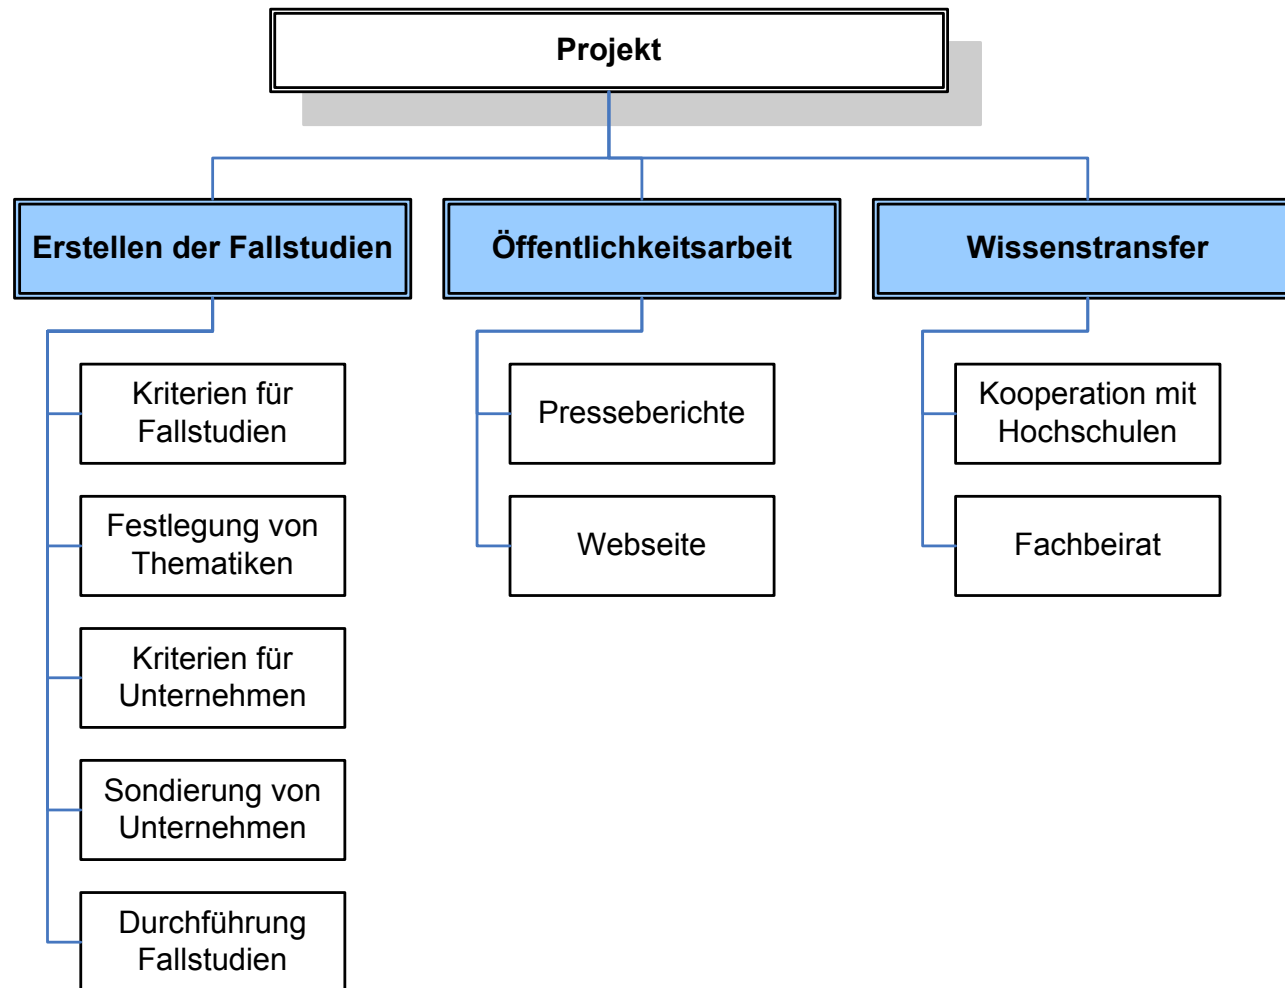 Projekt
Erstellen der Fallstudien
Öffentlichkeitsarbeit
Wissenstransfer
Kriterien für
Fallstudien
Festlegung von
Thematiken
Kriterien für
Unternehmen
Sondierung von
Unternehmen
Durchführung
Fallstudien
Presseberichte
Webseite
Kooperation mit
Hochschulen
Fachbeirat